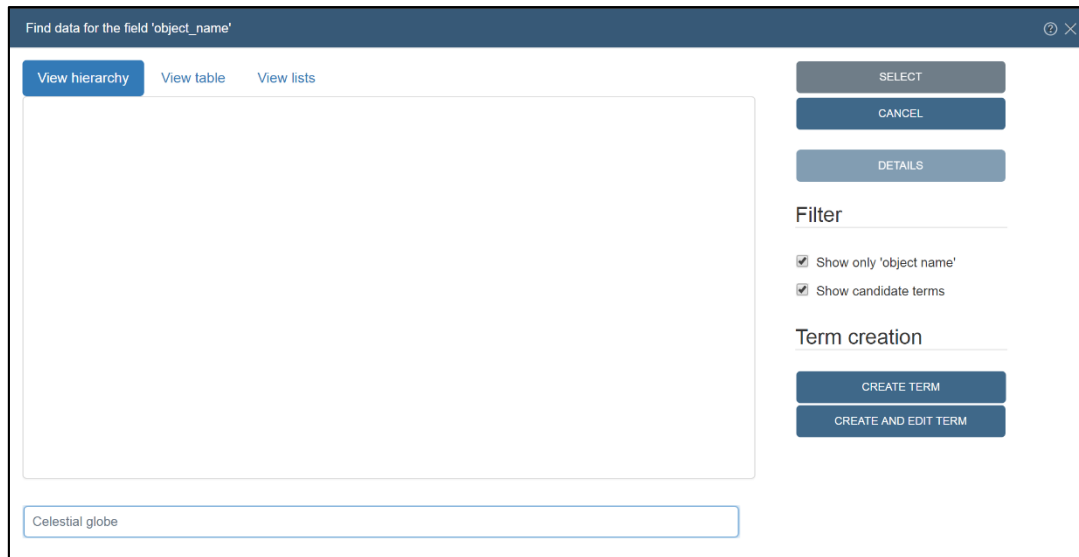 Find data for the field 'object_name'
View hierarchy View table View lists
SELECT
CANCEL
DETAILS
Filter
Show only 'object name'
Show candidate terms
Term creation
CREATE TERM
CREATE AND EDIT TERM
Celestial globe